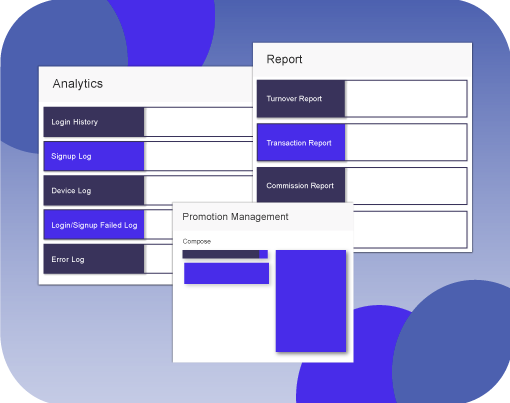 Analytics
Login History
Signup Log
Device Log
Login/Signup Failed Log
Error Log
Report
Turnover Report
Transaction Report
Commission Report
Promotion Management
Compose